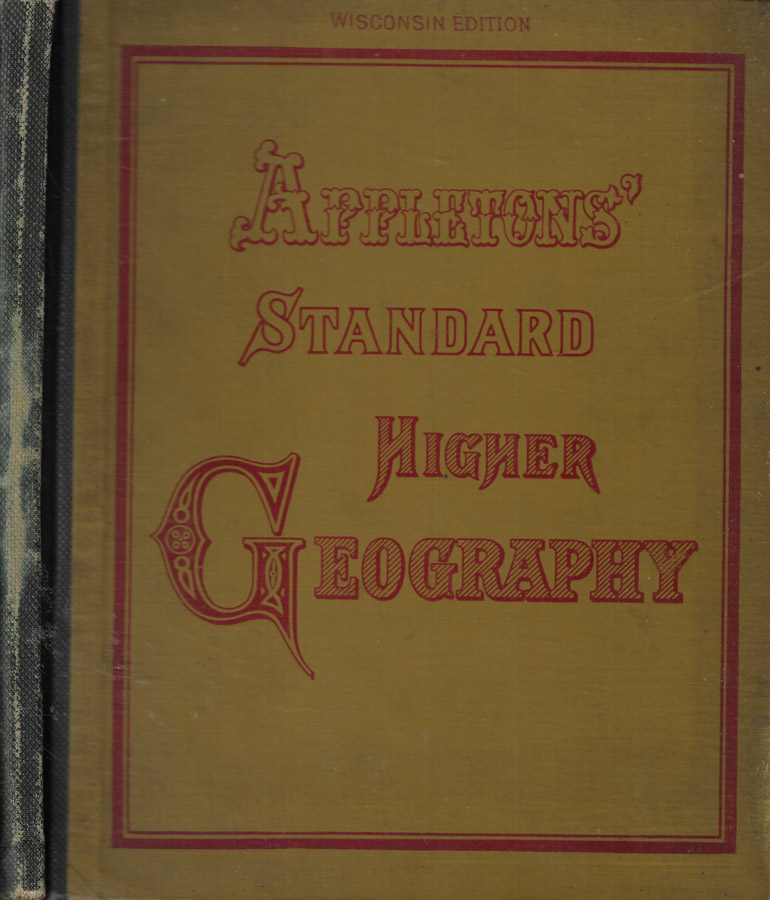 WISCONSIN EDITION
APPLETONS'
STANDARD
HIGHER
GEOGRAPHY